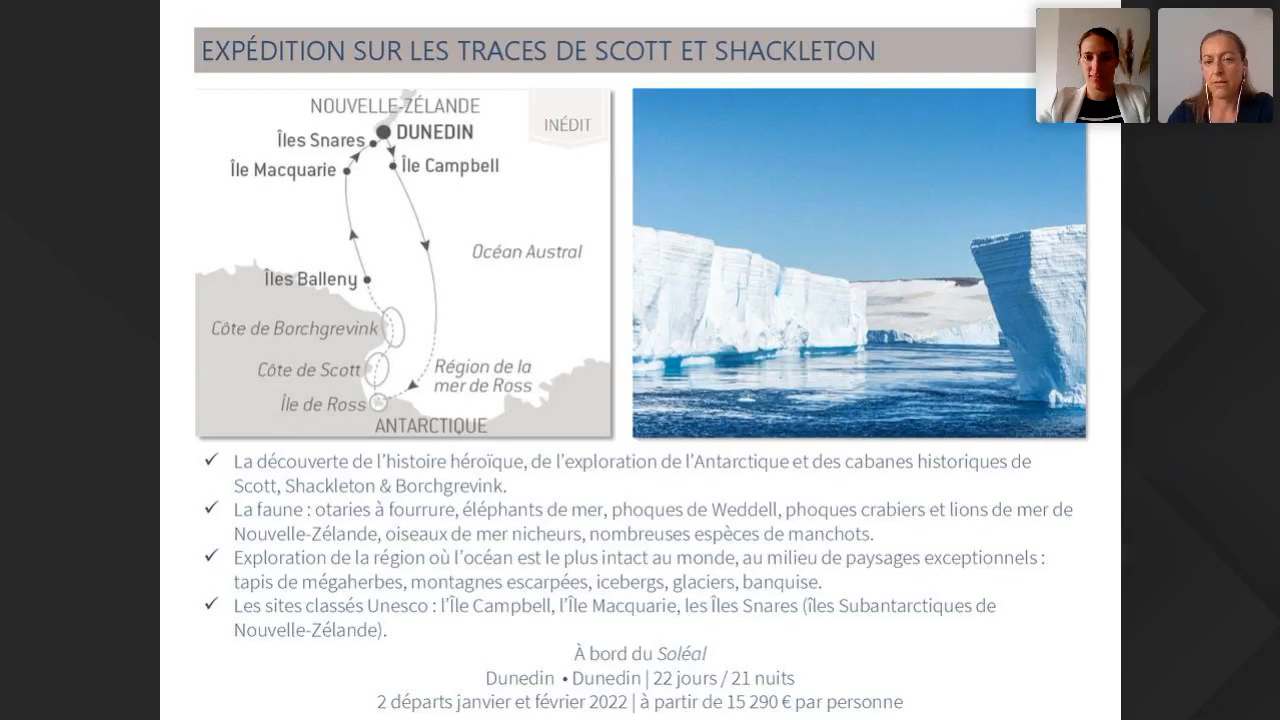 EXPÉDITION SUR LES TRACES DE SCOTT ET SHACKLETON
NOUVELLE-ZÉLANDE
DUNEDIN
INÉDIT
Îles Snares
Île Macquarie
Île Campbell
Océan Austral
Îles Balleny
Côte de Borchgrevink
Côte de Scott
Région de la
mer de Ross
Île de Ross
ANTARCTIQUE
✓ La découverte de l'histoire héroïque, de l'exploration de l'Antarctique et des cabanes historiques de
Scott, Shackleton & Borchgrevink.
✓ La faune : otaries à fourrure, éléphants de mer, phoques de Weddell, phoques crabiers et lions de mer de
Nouvelle-Zélande, oiseaux de mer nicheurs, nombreuses espèces de manchots.
✓ Exploration de la région où l'océan est le plus intact au monde, au milieu de paysages exceptionnels :
tapis de mégaherbes, montagnes escarpées, icebergs, glaciers, banquise.
✓ Les sites classés Unesco : l'Île Campbell, l'Île Macquarie, les Îles Snares (îles Subantarctiques de
Nouvelle-Zélande).
À bord du Soléal
Dunedin • Dunedin | 22 jours / 21 nuits
2 départs janvier et février 2022 | à partir de 15 290 € par personne